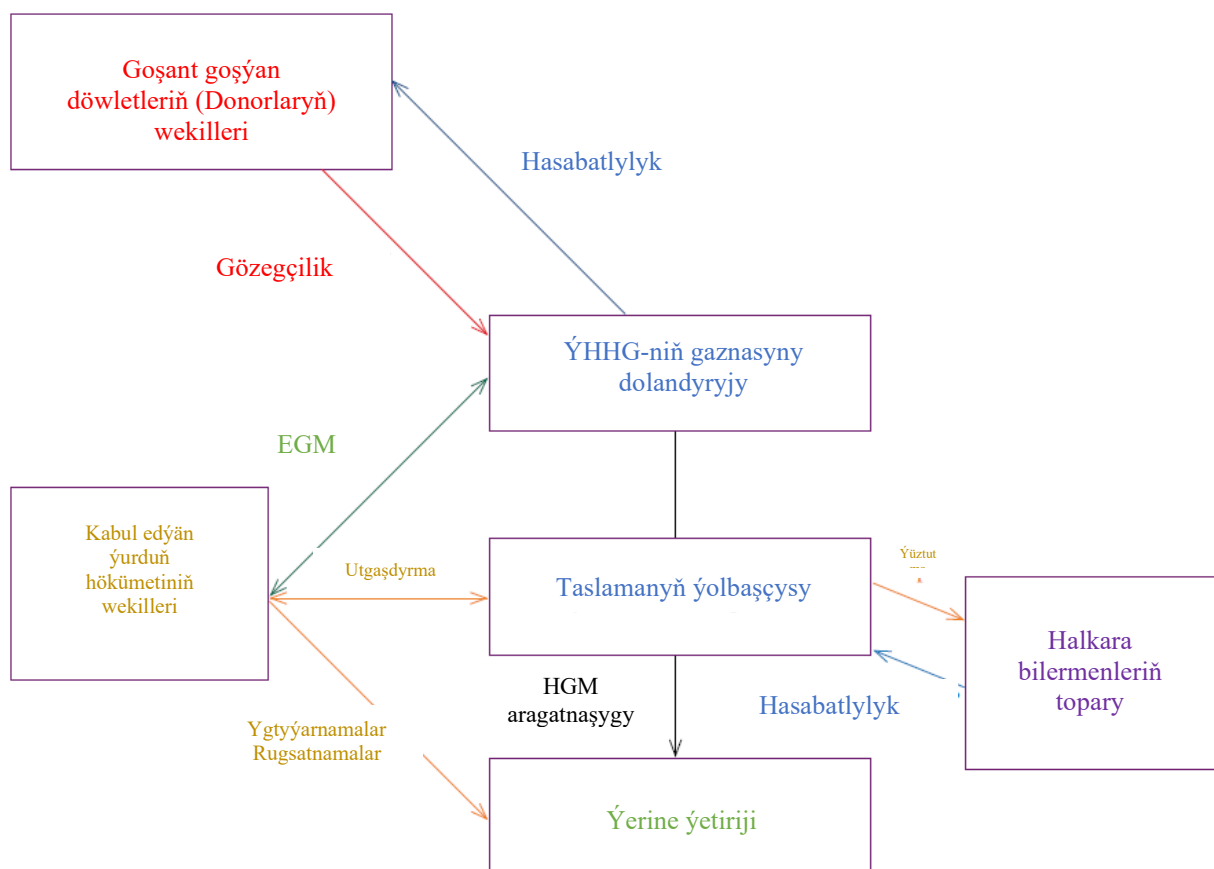 Goşant goşýan
döwletleriň (Donorlaryň)
wekilleri
Hasabatlylyk
Gözegçilik
ÝHHG-niň gaznasyny
dolandyryjy
EGM
Kabul edýän
ýurduň
hökümetiniň
wekilleri
Utgaşdyrma
Taslamanyň ýolbaşçysy
Ýüztut
Halkara
bilermenleriň
topary
HGM
aragatnaşygy
Hasabatlylyk
Ygtyýarnamalar
Rugsatnamalar
Ýerine ýetiriji